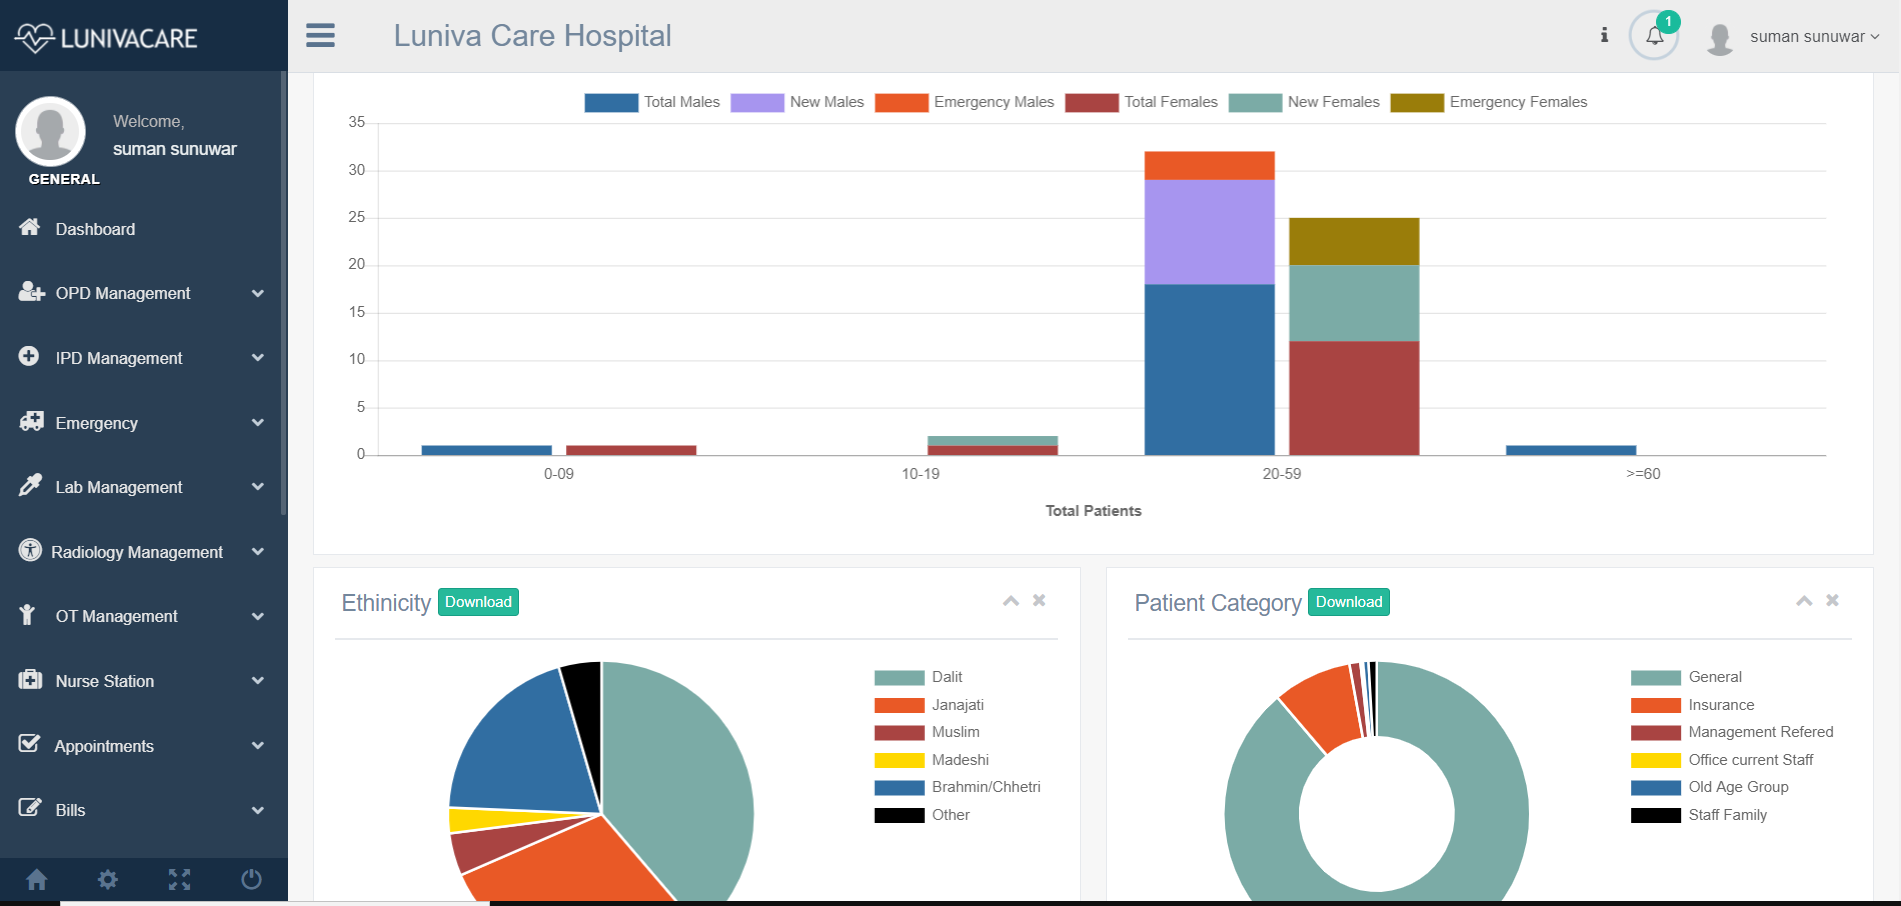 LUNIVACARE
Luniva Care Hospital
1
suman sunuwar
Welcome,
suman sunuwar
GENERAL
Dashboard
OPD Management
IPD Management
Emergency
Lab Management
Radiology Management
OT Management
Nurse Station
Appointments
Bills
Total Males New Males Emergency Males Total Females New Females Emergency Females
35
30
25
20
15
10
5
0
0-09 10-19 20-59 >=60
Total Patients
Ethinicity Download
Dalit
Janajati
Muslim
Madeshi
Brahmin/Chhetri
Other
Patient Category Download
General
Insurance
Management Refered
Office current Staff
Old Age Group
Staff Family